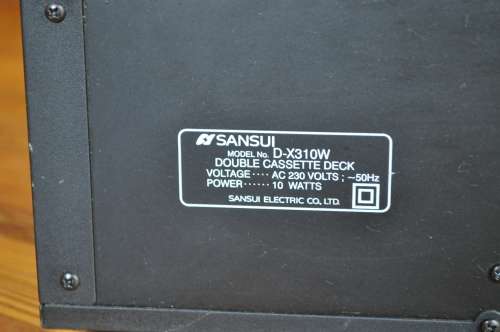 SANSUI
MODEL No. D-X310W
DOUBLE CASSETTE DECK
VOLTAGE ···· AC 230 VOLTS ; ~50Hz
POWER ······ 10 WATTS
SANSUI ELECTRIC CO., LTD.